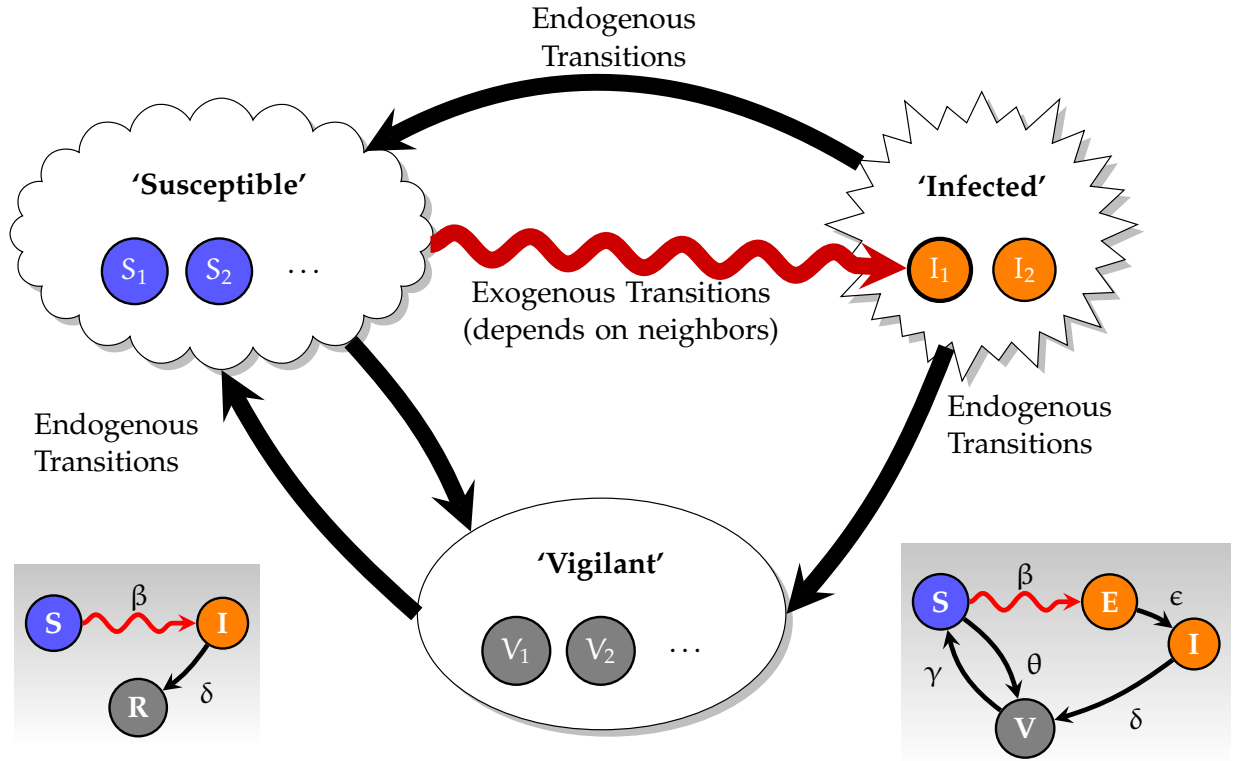 Endogenous
Transitions
‘Susceptible’
‘Infected’
S1 S2 ...
I1 I2
Exogenous Transitions
(depends on neighbors)
Endogenous
Transitions
Endogenous
Transitions
‘Vigilant’
V1 V2 ...
S β I
R δ
S β E ϵ
I
γ θ
V δ